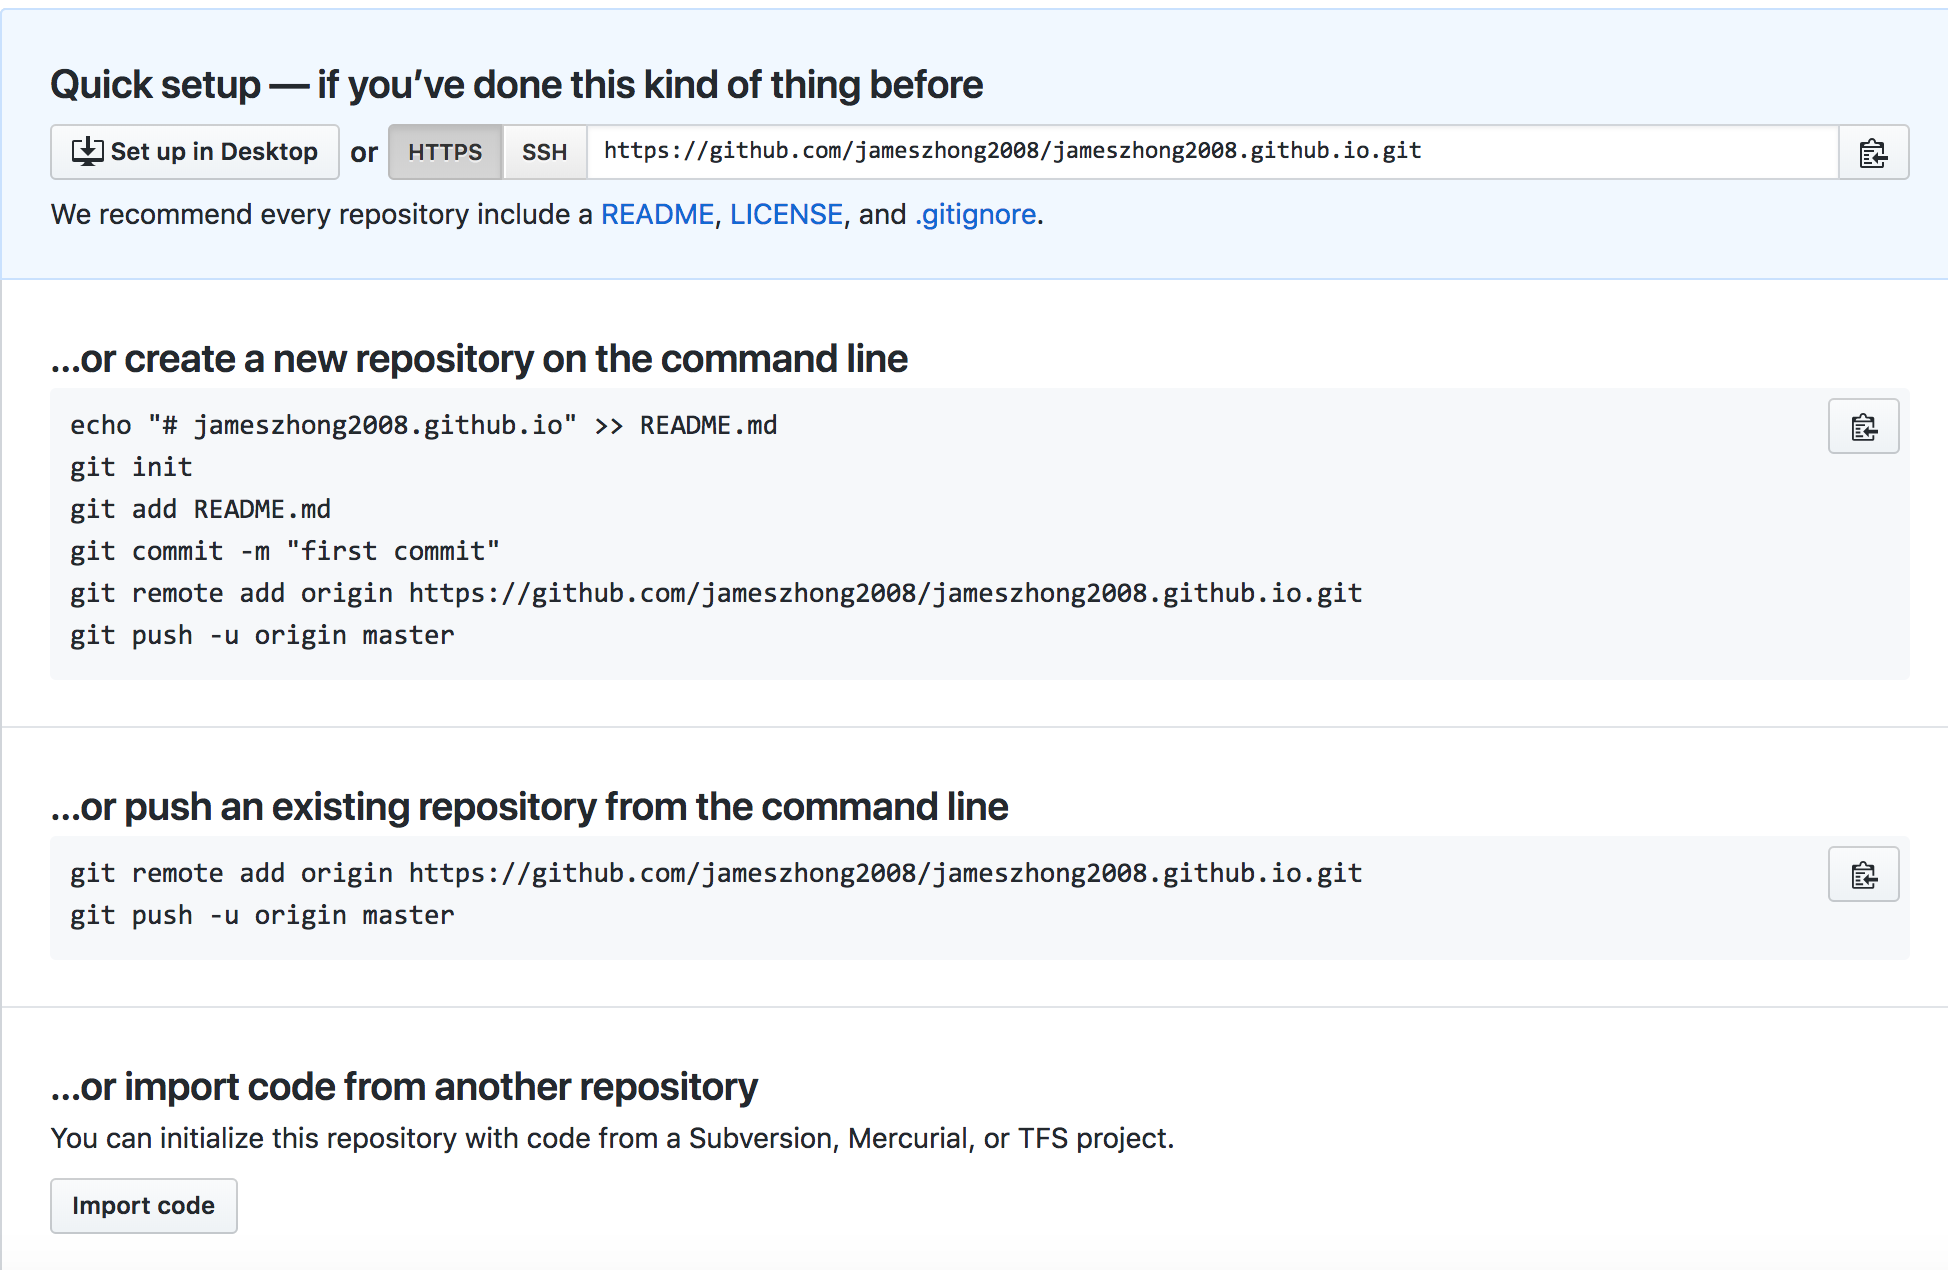 Quick setup — if you’ve done this kind of thing before
Set up in Desktop or HTTPS SSH https://github.com/jameszhong2008/jameszhong2008.github.io.git
We recommend every repository include a README, LICENSE, and .gitignore.
…or create a new repository on the command line
echo "# jameszhong2008.github.io" >> README.md
git init
git add README.md
git commit -m "first commit"
git remote add origin https://github.com/jameszhong2008/jameszhong2008.github.io.git
git push -u origin master
…or push an existing repository from the command line
git remote add origin https://github.com/jameszhong2008/jameszhong2008.github.io.git
git push -u origin master
…or import code from another repository
You can initialize this repository with code from a Subversion, Mercurial, or TFS project.
Import code